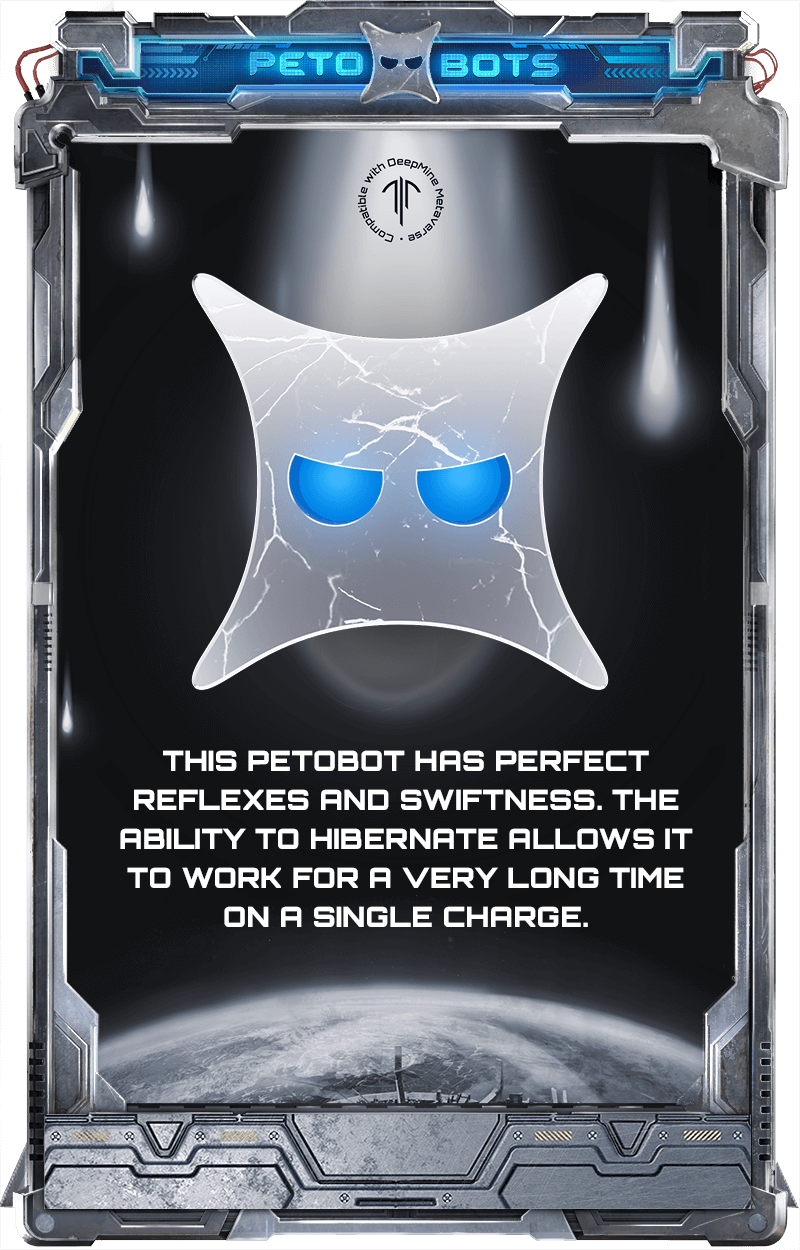 PETO BOTS
Compatible with DeepMine Metaverse •
THIS PETOBOT HAS PERFECT
REFLEXES AND SWIFTNESS. THE
ABILITY TO HIBERNATE ALLOWS IT
TO WORK FOR A VERY LONG TIME
ON A SINGLE CHARGE.